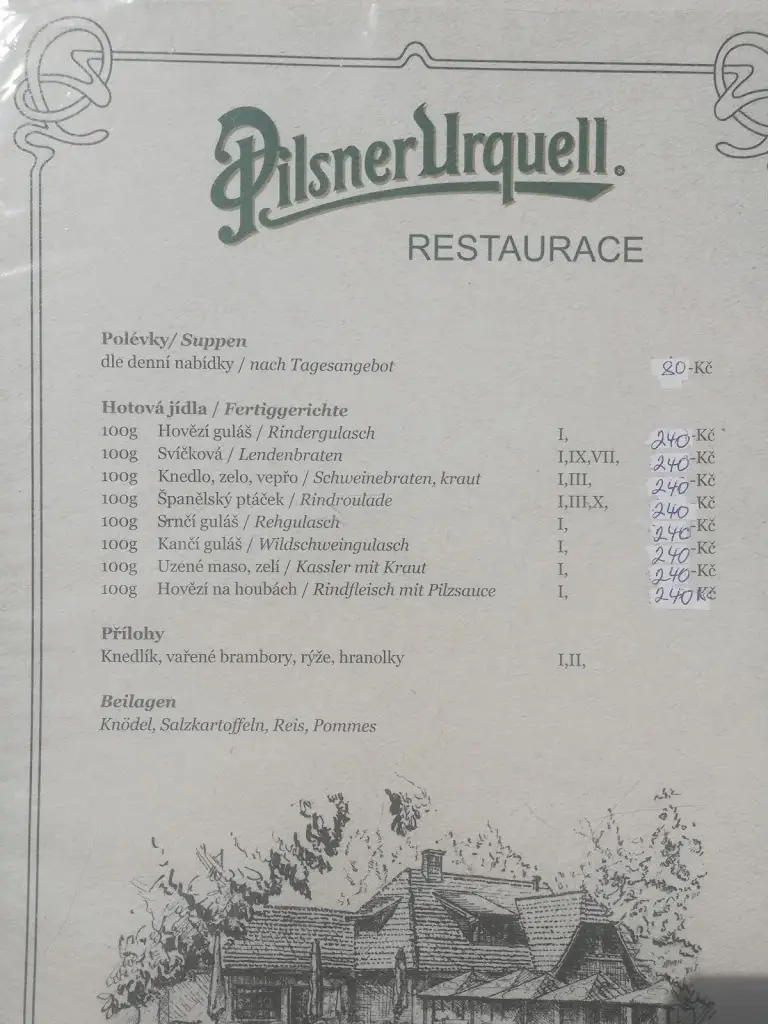 Pilsner Urquell
RESTAURACE
Polévky/ Suppen
dle denní nabídky / nach Tagesangebot 80-Kč
Hotová jídla / Fertiggerichte
100g Hovězí guláš / Rindergulasch I, 240-Kč
100g Svíčková / Lendenbraten I,IX,VII, 240-Kč
100g Knedlo, zelo, vepřo / Schweinebraten, kraut I,III, 240-Kč
100g Španělský ptáček / Rindroulade I,III,X, 240-Kč
100g Srnčí guláš / Rehgulasch I, 240-Kč
100g Kančí guláš / Wildschweingulasch I, 240-Kč
100g Uzené maso, zelí / Kassler mit Kraut I, 240-Kč
100g Hovězí na houbách / Rindfleisch mit Pilzsauce I, 240Kč
Přílohy
Knedlík, vařené brambory, rýže, hranolky I,II,
Beilagen
Knödel, Salzkartoffeln, Reis, Pommes